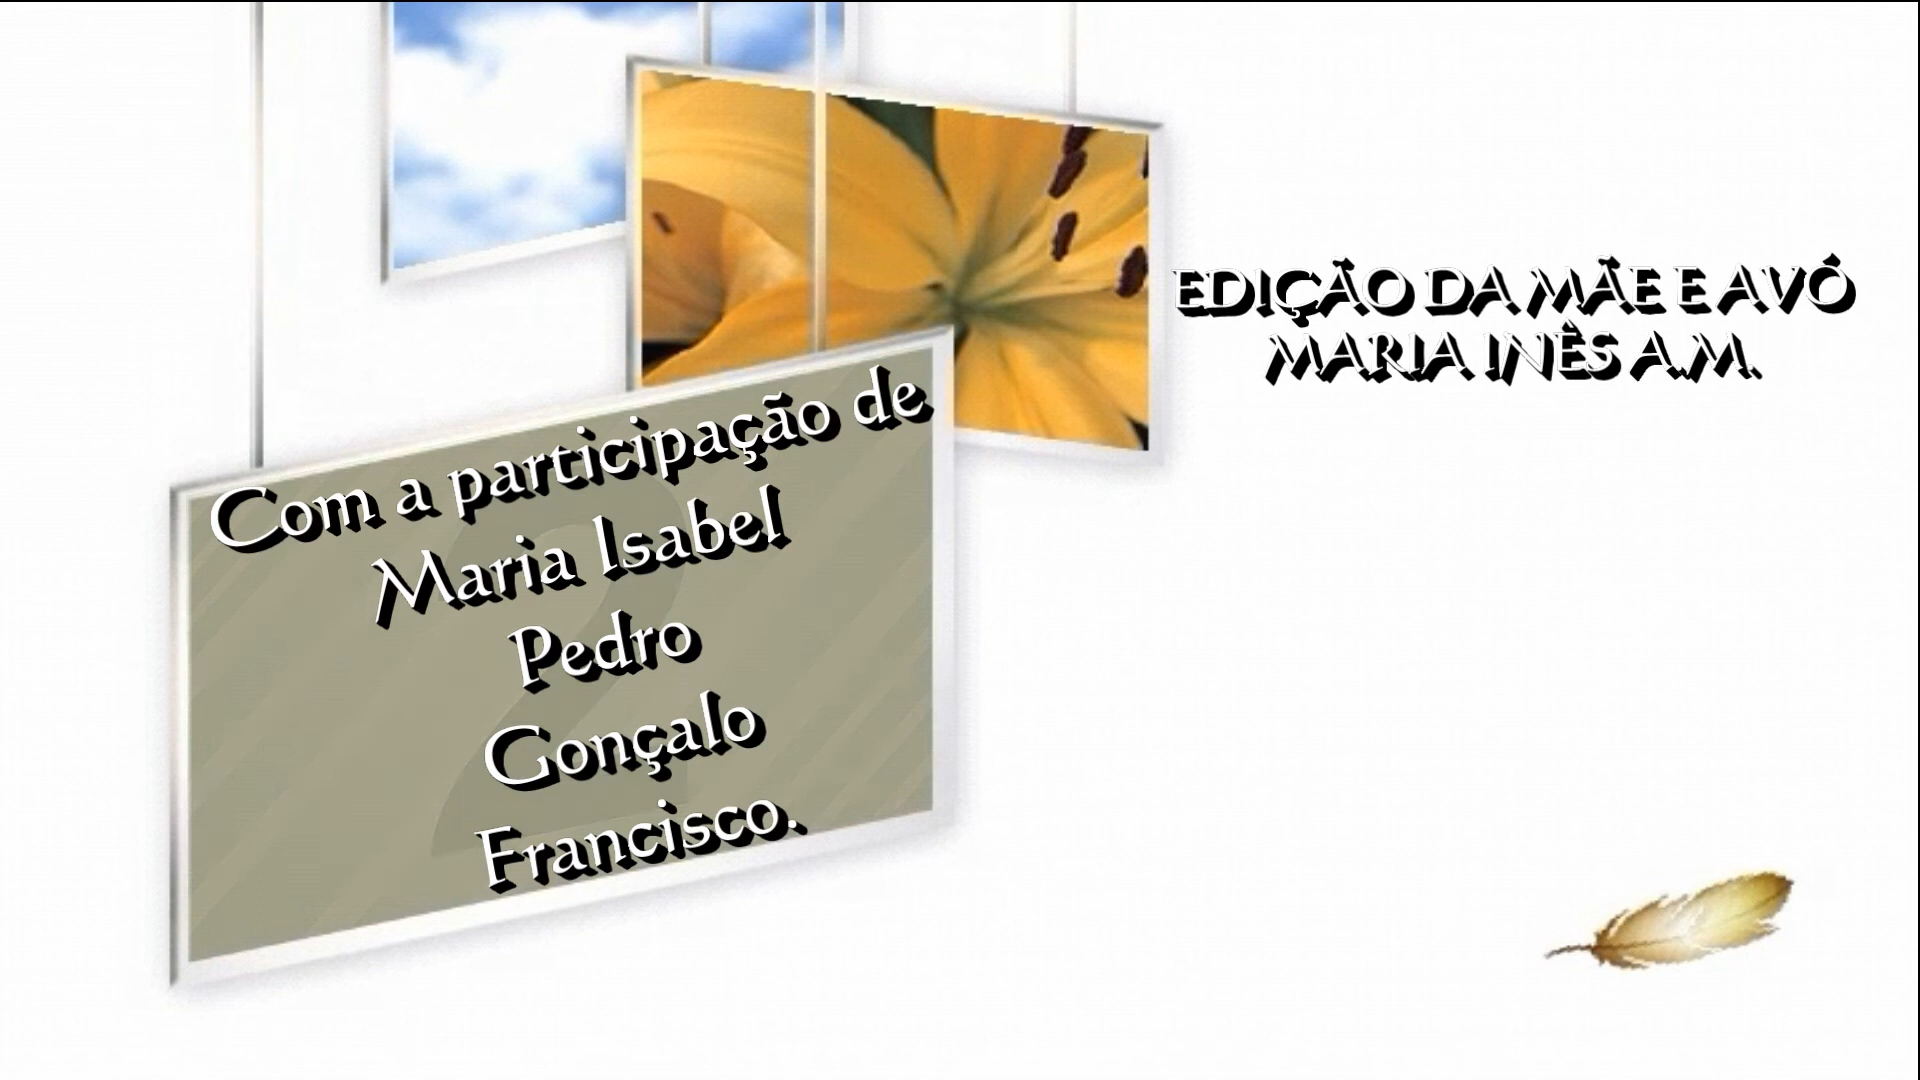 EDIÇÃO DA MÃE E AVÓ
MARIA INÊS A.M.
Com a participação de
Maria Isabel
Pedro
Gonçalo
Francisco.